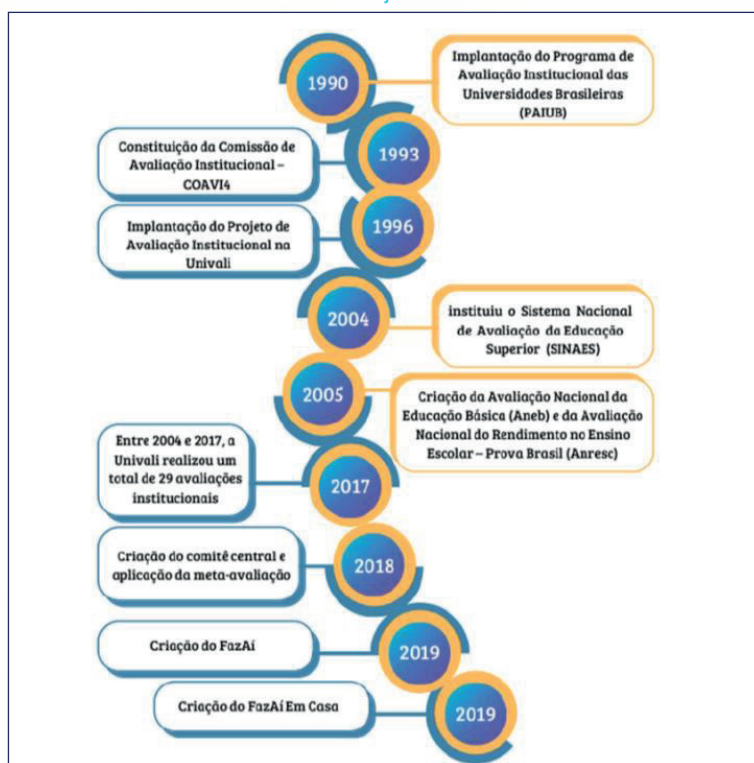 1990
Implantação do Programa de
Avaliação Institucional das
Universidades Brasileiras
(PAIUB)
Constituição da Comissão de
Avaliação Institucional –
COAVI4
1993
Implantação do Projeto de
Avaliação Institucional na
Univali
1996
2004
instituiu o Sistema Nacional
de Avaliação da Educação
Superior (SINAES)
2005
Criação da Avaliação Nacional da
Educação Básica (Aneb) e da Avaliação
Nacional do Rendimento no Ensino
Escolar – Prova Brasil (Anresc)
Entre 2004 e 2017, a
Univali realizou um
total de 29 avaliações
institucionais
2017
Criação do comitê central e
aplicação da meta-avaliação
2018
Criação do FazAí
2019
Criação do FazAí Em Casa
2019